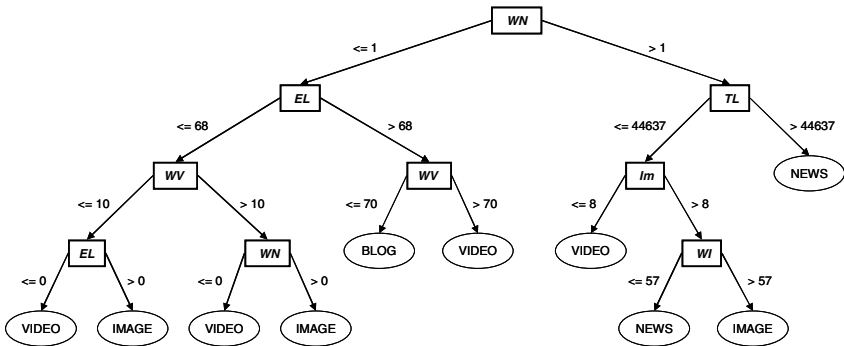 WN
<= 1
> 1
EL
TL
<= 68
> 68
<= 44637
> 44637
WV
WV
Im
NEWS
<= 10
> 10
<= 70
> 70
<= 8
> 8
EL
WN
BLOG
VIDEO
VIDEO
WI
<= 0
> 0
<= 0
> 0
<= 57
> 57
VIDEO
IMAGE
VIDEO
IMAGE
NEWS
IMAGE